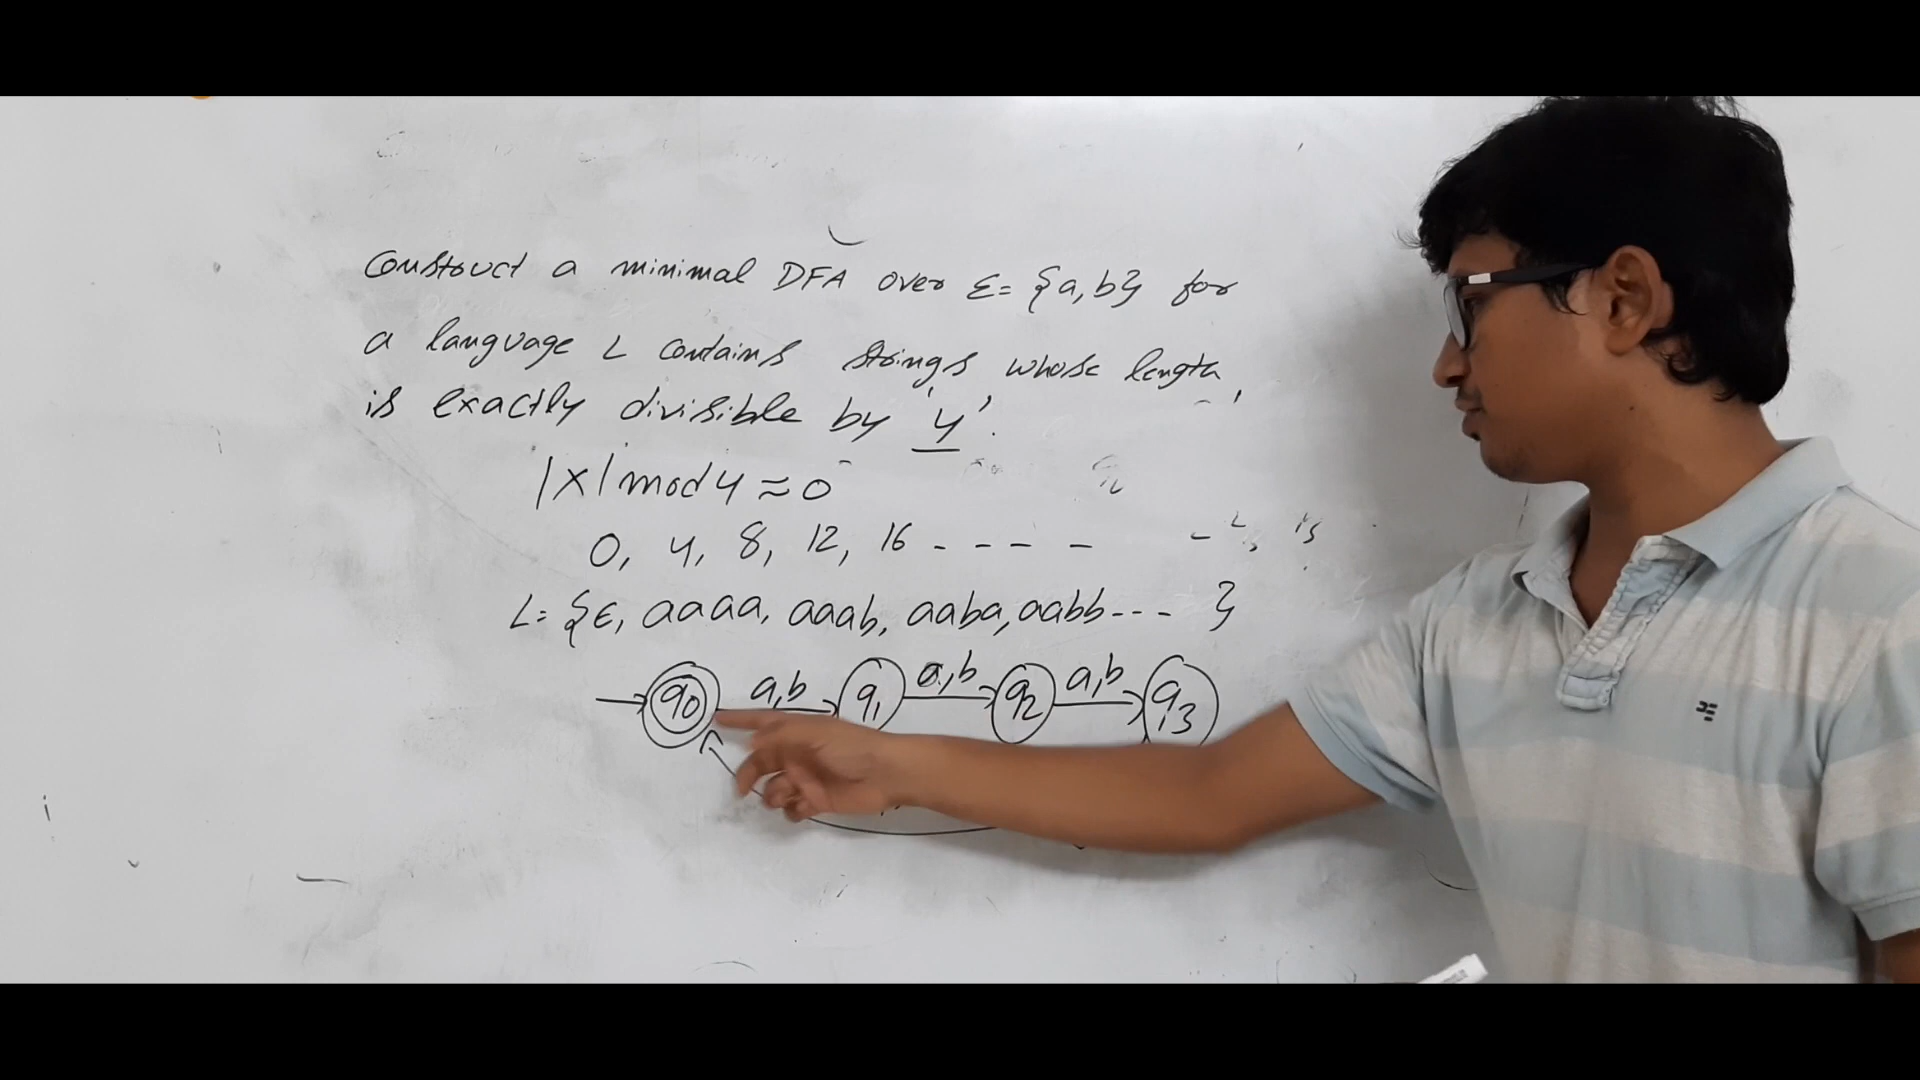 Construct a minimal DFA over Ɛ= {a,b} for
a language L contains strings whose length
is exactly divisible by '4'.
|X| mod 4 ≈ 0
0, 4, 8, 12, 16 - - - -
L= {ε, aaaa, aaab, aaba, aabb--- }
q0 a,b q1 a,b q2 a,b q3